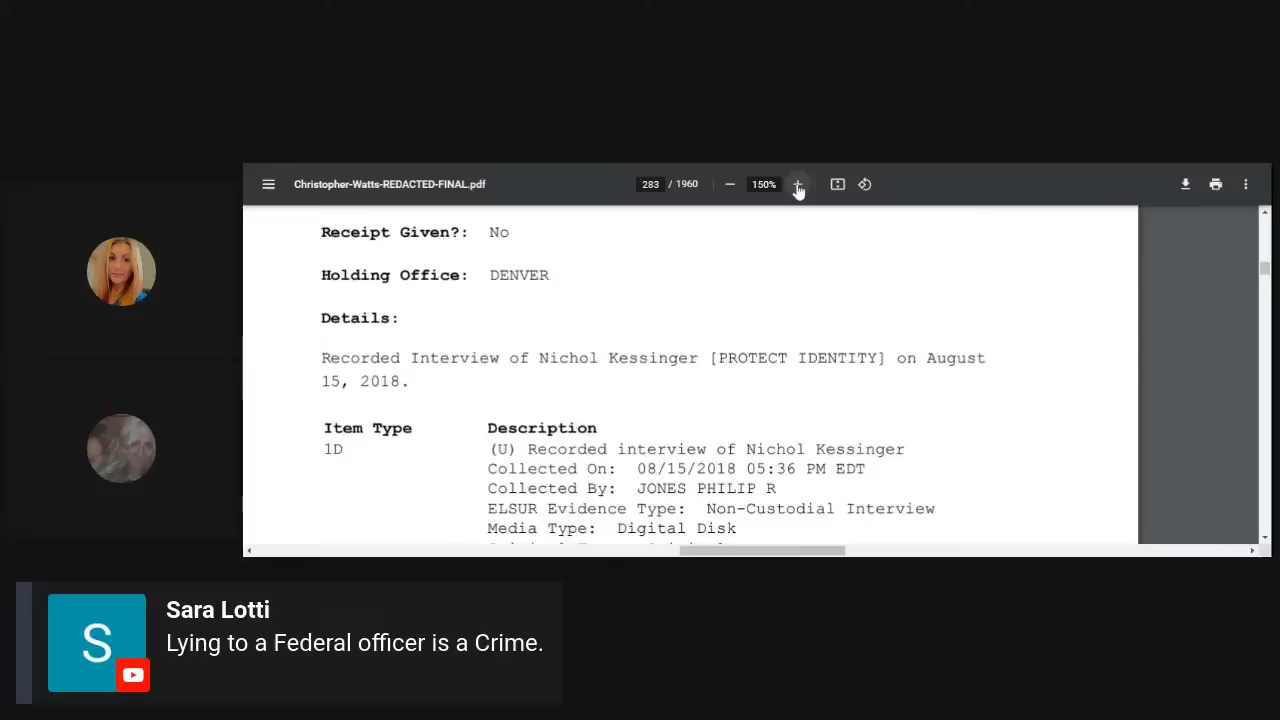 Christopher-Watts-REDACTED-FINAL.pdf
283 / 1960
150%
Receipt Given?: No
Holding Office: DENVER
Details:
Recorded Interview of Nichol Kessinger [PROTECT IDENTITY] on August
15, 2018.
Item Type Description
1D (U) Recorded interview of Nichol Kessinger
Collected On: 08/15/2018 05:36 PM EDT
Collected By: JONES PHILIP R
ELSUR Evidence Type: Non-Custodial Interview
Media Type: Digital Disk
S
Sara Lotti
Lying to a Federal officer is a Crime.